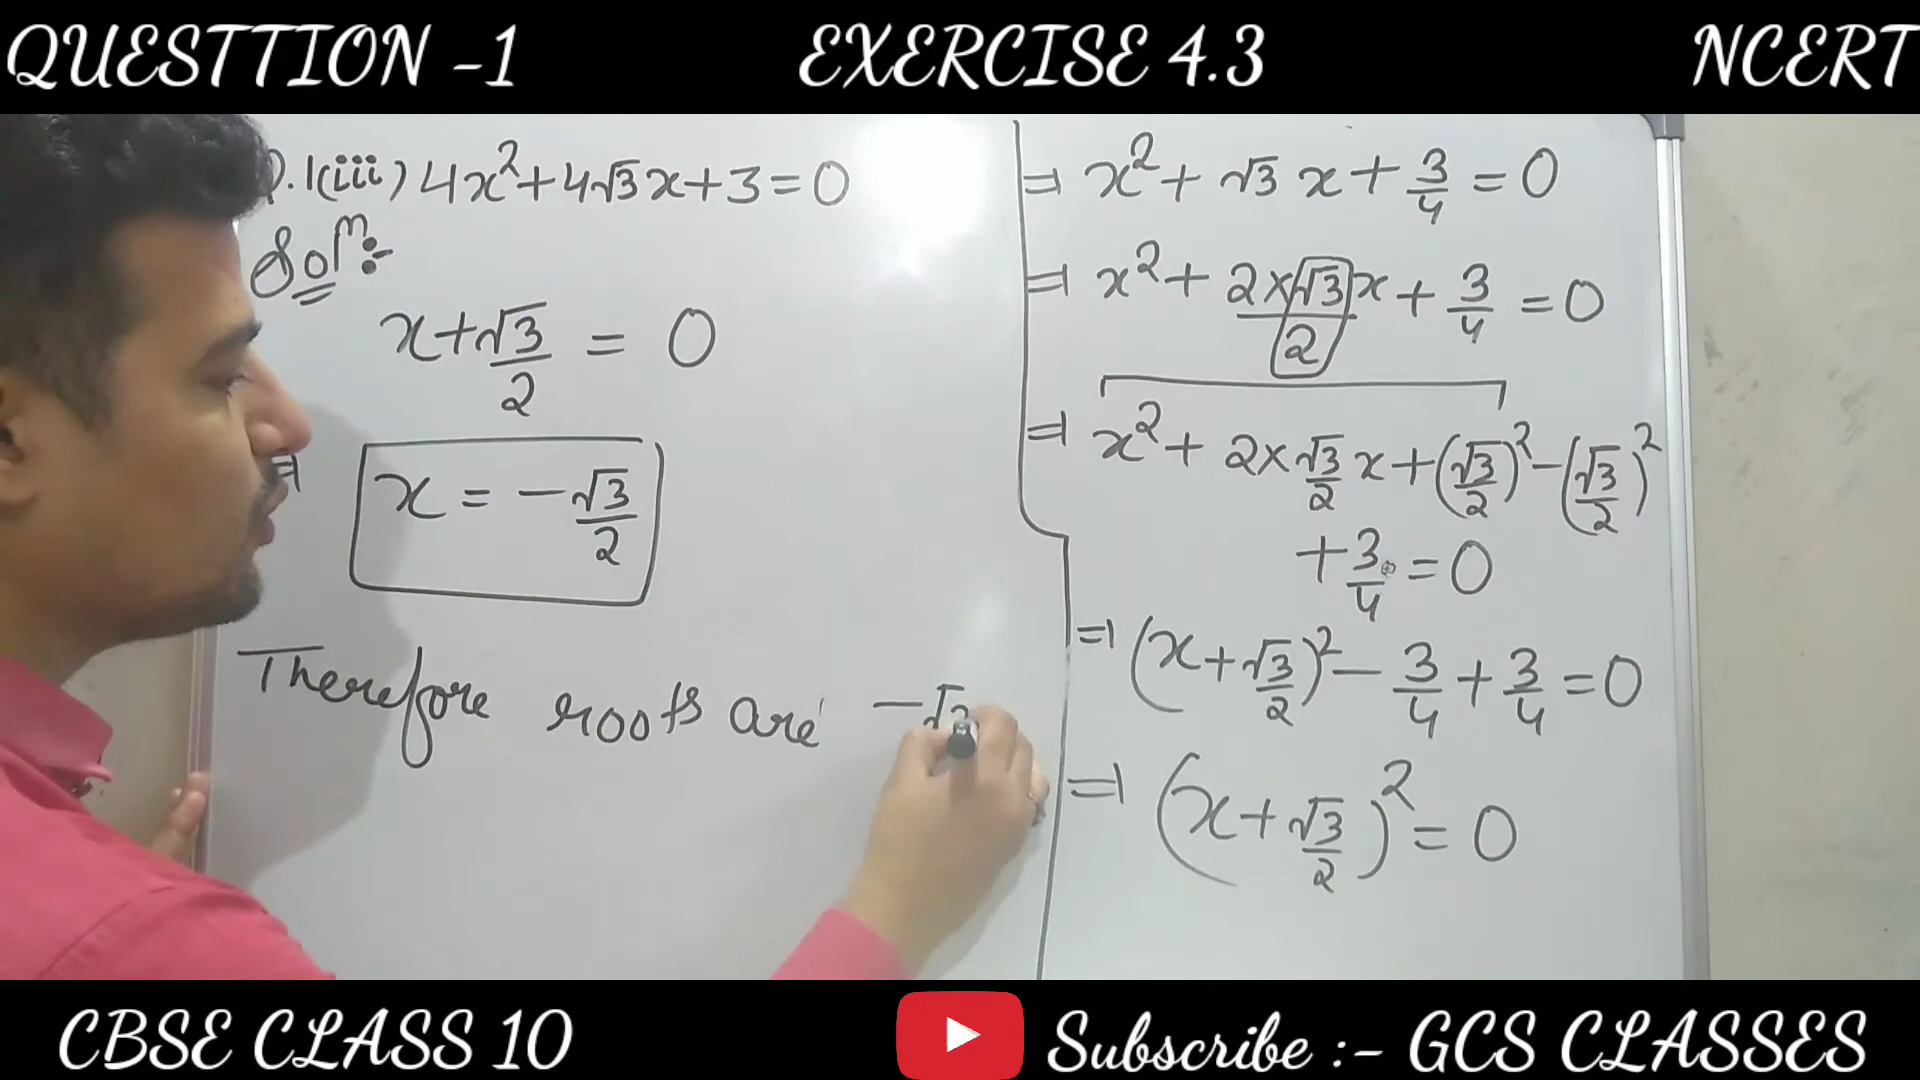 QUESTTION -1 EXERCISE 4.3 NCERT
Q.1(iii) 4x²+4√3x+3=0
Solⁿ:-
x+√3/2 = 0
⇒ x = -√3/2
Therefore roots are -√3
⇒ x²+ √3 x + 3/4 = 0
⇒ x² + 2×√3x/2 + 3/4 = 0
⇒ x² + 2×√3/2 x + (√3/2)² - (√3/2)²
+ 3/4 = 0
⇒ (x+√3/2)² - 3/4 + 3/4 = 0
⇒ (x+√3/2)² = 0
CBSE CLASS 10 Subscribe :- GCS CLASSES